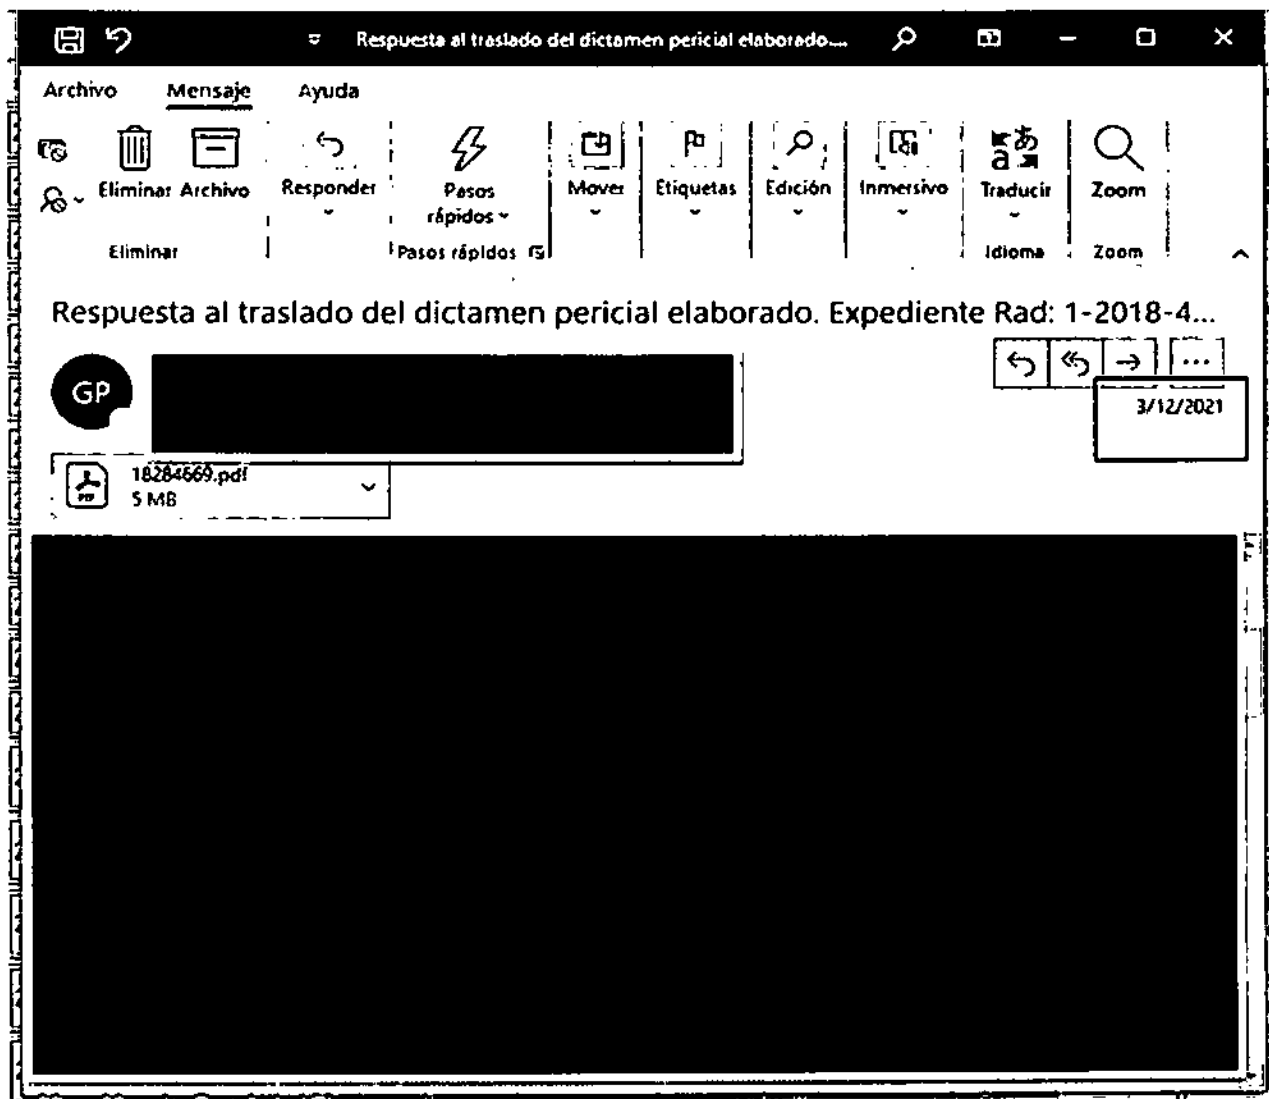 Respuesta al traslado del dictamen pericial elaborado....
Archivo Mensaje Ayuda
Eliminar Archivo Responder Pasos rápidos Mover Etiquetas Edición Inmersivo Traducir Zoom
Eliminar Pasos rápidos Idioma Zoom
Respuesta al traslado del dictamen pericial elaborado. Expediente Rad: 1-2018-4...
GP
3/12/2021
18284669.pdf
5 MB